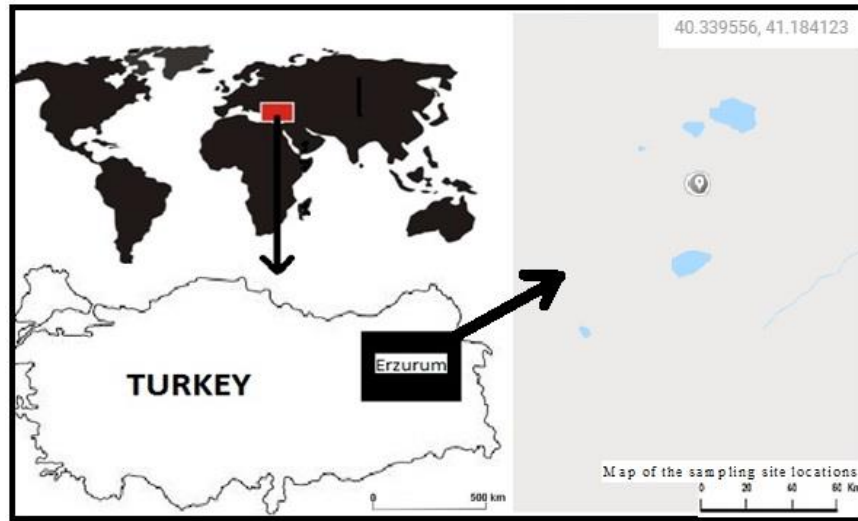 40.339556, 41.184123
Erzurum
TURKEY
0 500 km
Map of the sampling site locations
0 20 40 60 Km